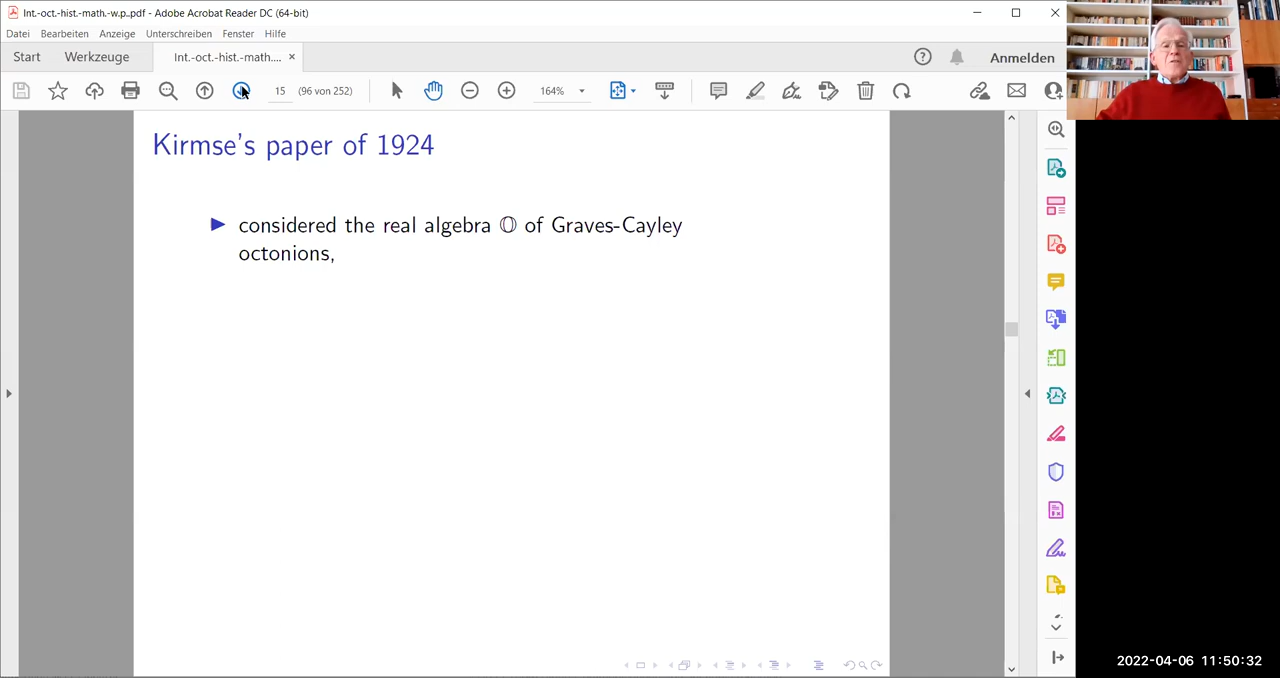 Int.-oct.-hist.-math.-w.p..pdf - Adobe Acrobat Reader DC (64-bit)
Datei Bearbeiten Anzeige Unterschreiben Fenster Hilfe
Start Werkzeuge Int.-oct.-hist.-math.... × Anmelden
15 (96 von 252) 164%
Kirmse's paper of 1924
► considered the real algebra 𝕆 of Graves-Cayley
octonions,
2022-04-06 11:50:32